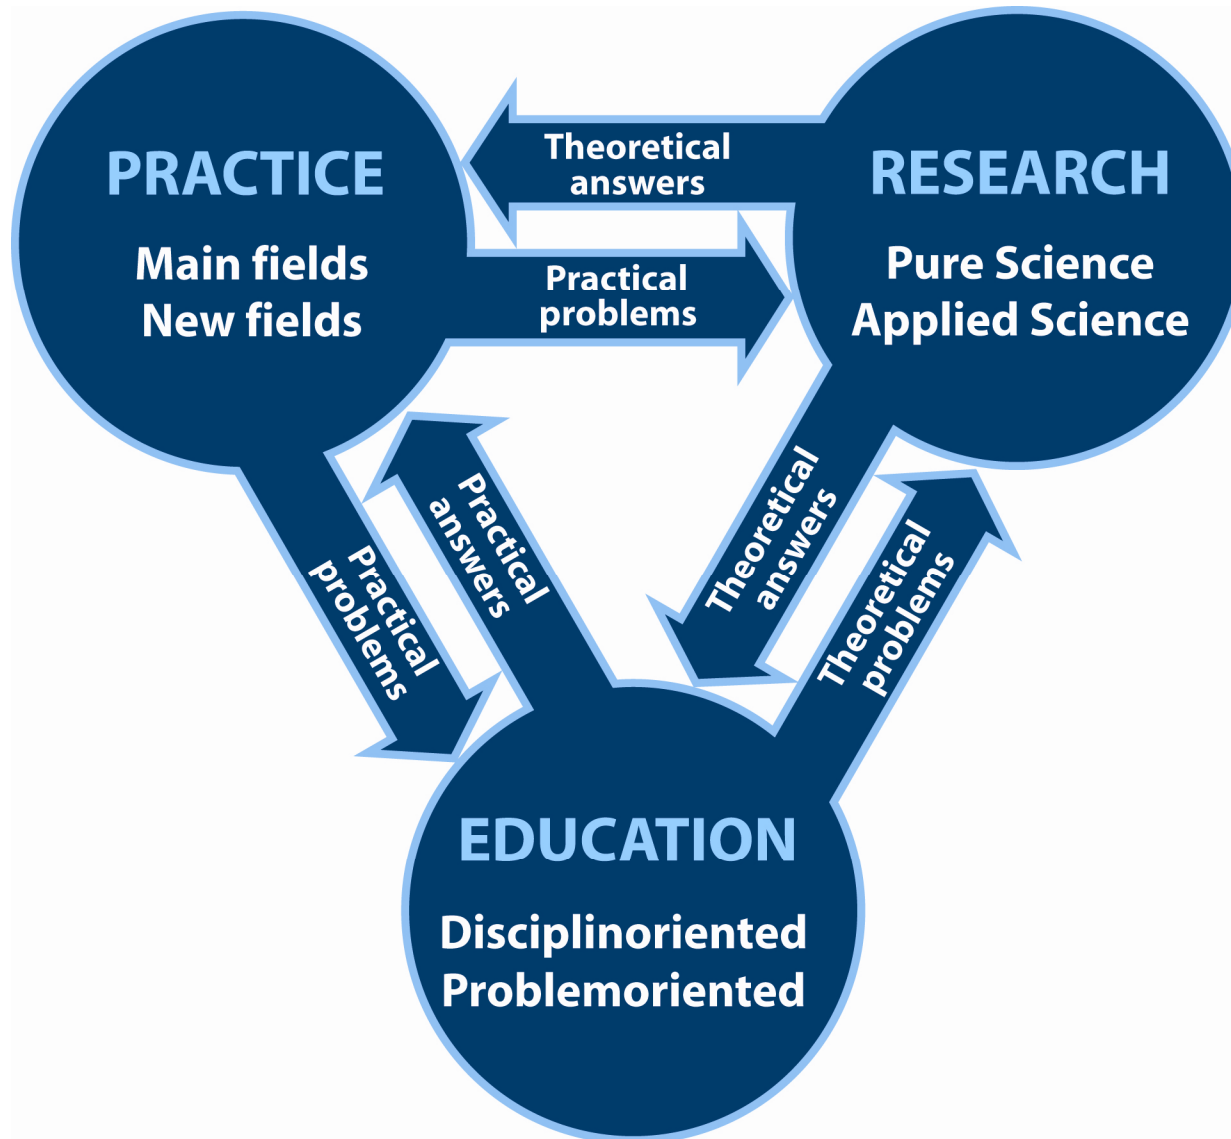 PRACTICE
Main fields
New fields
Theoretical
answers
Practical
problems
RESEARCH
Pure Science
Applied Science
Practical
problems
Practical
answers
Theoretical
answers
Theoretical
problems
EDUCATION
Disciplinoriented
Problemoriented